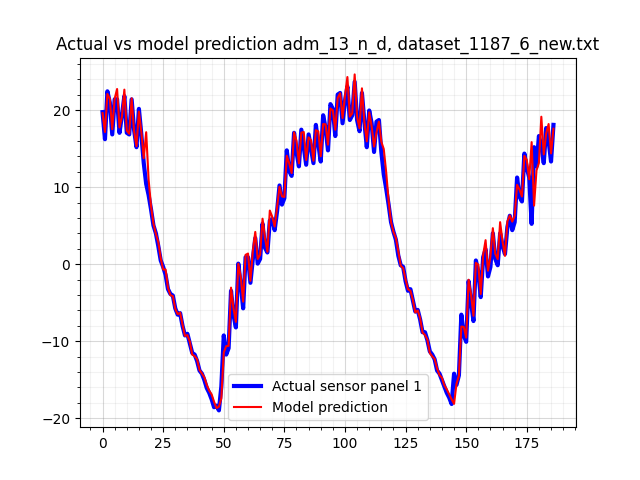 Actual vs model prediction adm_13_n_d, dataset_1187_6_new.txt
20
10
0
−10
−20
Actual sensor panel 1
Model prediction
0 25 50 75 100 125 150 175